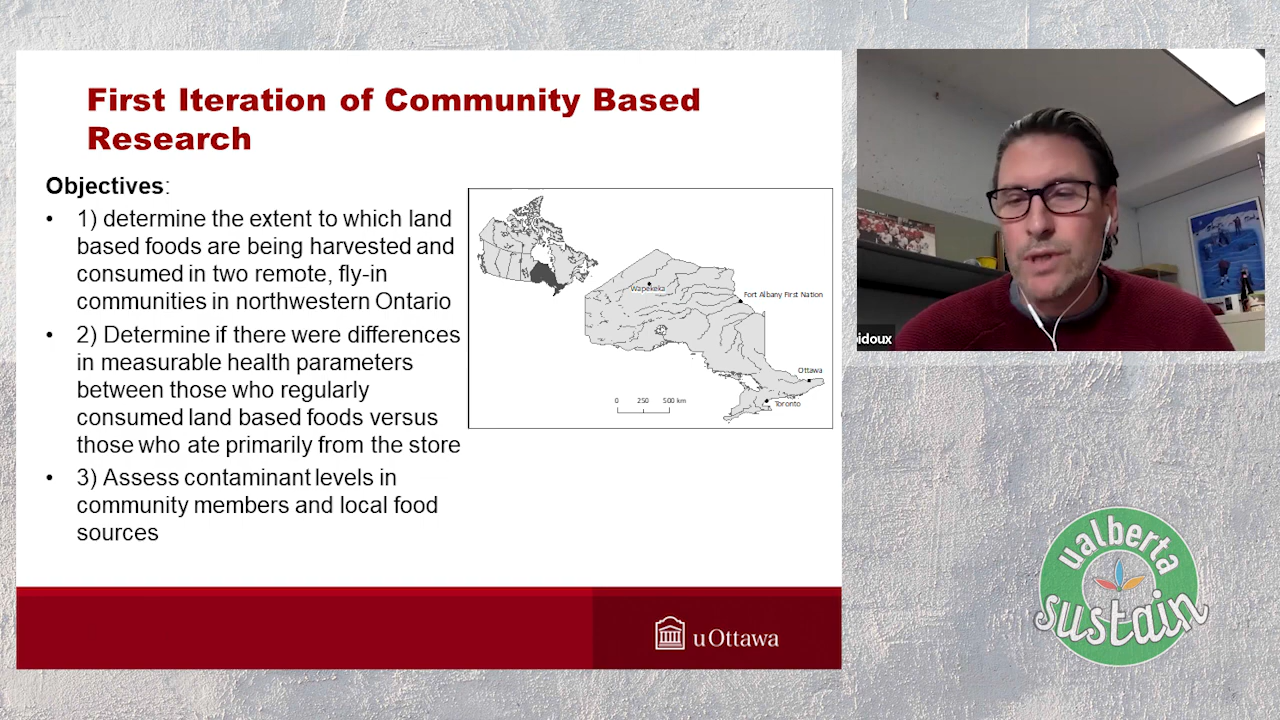 First Iteration of Community Based
Research
Objectives:
• 1) determine the extent to which land
based foods are being harvested and
consumed in two remote, fly-in
communities in northwestern Ontario
• 2) Determine if there were differences
in measurable health parameters
between those who regularly
consumed land based foods versus
those who ate primarily from the store
• 3) Assess contaminant levels in
community members and local food
sources
Wapekeka
Fort Albany First Nation
Ottawa
Toronto
0 250 500 km
uOttawa
idoux
ualberta
sustain